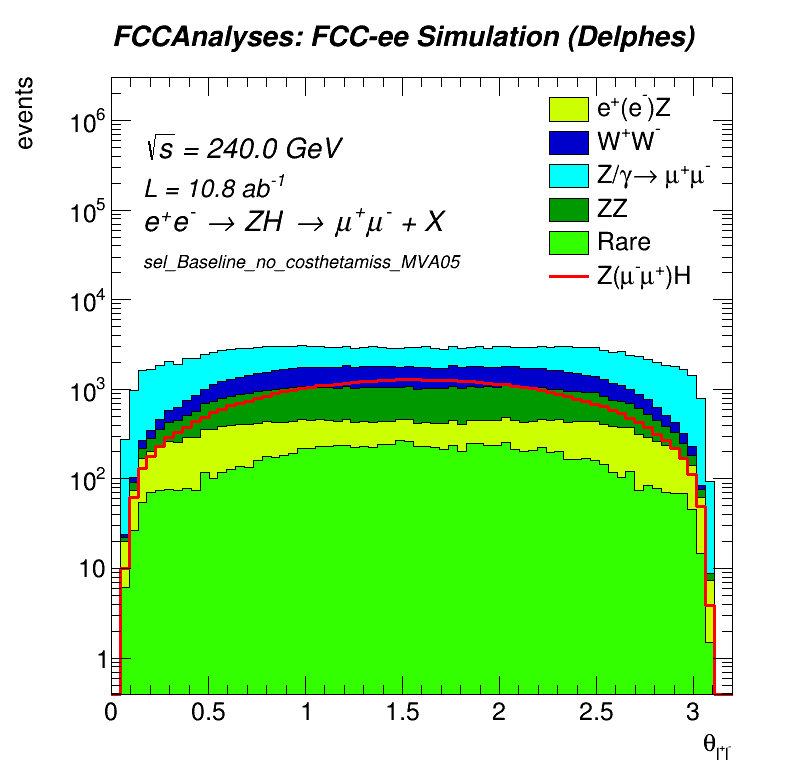 FCCAnalyses: FCC-ee Simulation (Delphes)
events
√s = 240.0 GeV
L = 10.8 ab⁻¹
e⁺e⁻ → ZH → μ⁺μ⁻ + X
sel_Baseline_no_costhetamiss_MVA05
e⁺(e⁻)Z
W⁺W⁻
Z/γ→ μ⁺μ⁻
ZZ
Rare
Z(μ⁻μ⁺)H
10⁶
10⁵
10⁴
10³
10²
10
1
0 0.5 1 1.5 2 2.5 3
θ_l⁺l⁻